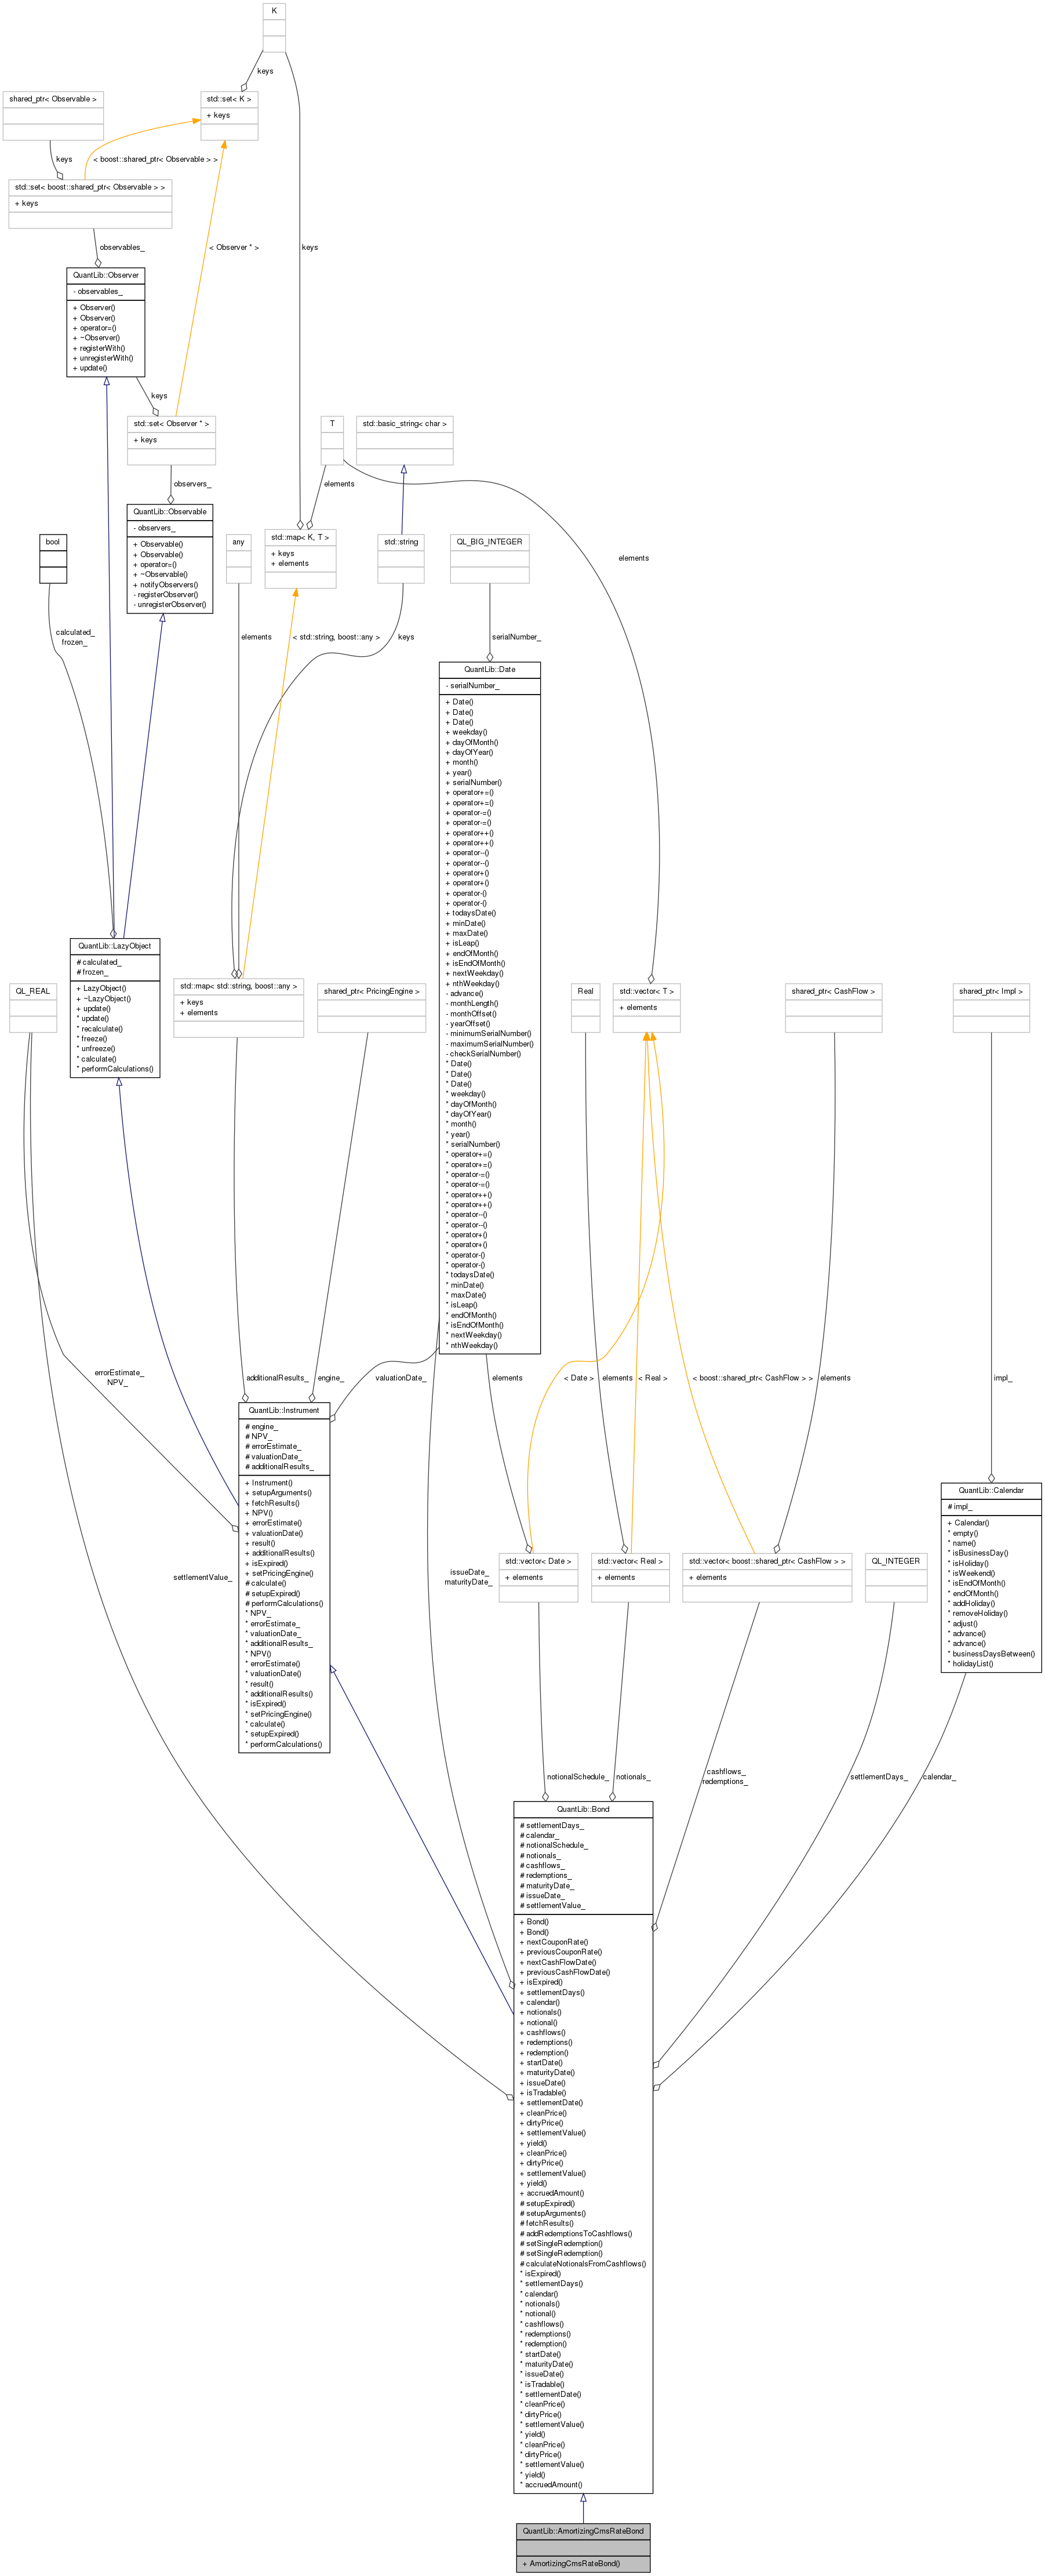 K
keys
shared_ptr< Observable >
std::set< K >
+ keys
keys
< boost::shared_ptr< Observable > >
std::set< boost::shared_ptr< Observable > >
+ keys
observables_
< Observer * >
keys
QuantLib::Observer
- observables_
+ Observer()
+ Observer()
+ operator=()
+ ~Observer()
+ registerWith()
+ unregisterWith()
+ update()
keys
std::set< Observer * >
+ keys
T
std::basic_string< char >
observers_
elements
QuantLib::Observable
- observers_
+ Observable()
+ Observable()
+ operator=()
+ ~Observable()
+ notifyObservers()
- registerObserver()
- unregisterObserver()
bool
any
std::map< K, T >
+ keys
+ elements
std::string
QL_BIG_INTEGER
elements
calculated_
frozen_
elements
< std::string, boost::any >
keys
serialNumber_
QuantLib::Date
- serialNumber_
+ Date()
+ Date()
+ Date()
+ weekday()
+ dayOfMonth()
+ dayOfYear()
+ month()
+ year()
+ serialNumber()
+ operator+=()
+ operator+=()
+ operator-=()
+ operator-=()
+ operator++()
+ operator++()
+ operator--()
+ operator--()
+ operator+()
+ operator+()
+ operator-()
+ operator-()
+ todaysDate()
+ minDate()
+ maxDate()
+ isLeap()
+ endOfMonth()
+ isEndOfMonth()
+ nextWeekday()
+ nthWeekday()
- advance()
- monthLength()
- monthOffset()
- yearOffset()
- minimumSerialNumber()
- maximumSerialNumber()
- checkSerialNumber()
* Date()
* Date()
* Date()
* weekday()
* dayOfMonth()
* dayOfYear()
* month()
* year()
* serialNumber()
* operator+=()
* operator+=()
* operator-=()
* operator-=()
* operator++()
* operator++()
* operator--()
* operator--()
* operator+()
* operator+()
* operator-()
* operator-()
* todaysDate()
* minDate()
* maxDate()
* isLeap()
* endOfMonth()
* isEndOfMonth()
* nextWeekday()
* nthWeekday()
QL_REAL
QuantLib::LazyObject
# calculated_
# frozen_
+ LazyObject()
+ ~LazyObject()
+ update()
* update()
* recalculate()
* freeze()
* unfreeze()
* calculate()
* performCalculations()
std::map< std::string, boost::any >
+ keys
+ elements
shared_ptr< PricingEngine >
Real
std::vector< T >
+ elements
shared_ptr< CashFlow >
shared_ptr< Impl >
errorEstimate_
NPV_
additionalResults_
engine_
valuationDate_
elements
< Date >
elements
< Real >
< boost::shared_ptr< CashFlow > >
elements
impl_
QuantLib::Instrument
# engine_
# NPV_
# errorEstimate_
# valuationDate_
# additionalResults_
+ Instrument()
+ setupArguments()
+ fetchResults()
+ NPV()
+ errorEstimate()
+ valuationDate()
+ result()
+ additionalResults()
+ isExpired()
+ setPricingEngine()
# calculate()
# setupExpired()
# performCalculations()
* NPV_
* errorEstimate_
* valuationDate_
* additionalResults_
* NPV()
* errorEstimate()
* valuationDate()
* result()
* additionalResults()
* isExpired()
* setPricingEngine()
* calculate()
* setupExpired()
* performCalculations()
settlementValue_
issueDate_
maturityDate_
std::vector< Date >
+ elements
std::vector< Real >
+ elements
std::vector< boost::shared_ptr< CashFlow > >
+ elements
QL_INTEGER
QuantLib::Calendar
# impl_
+ Calendar()
* empty()
* name()
* isBusinessDay()
* isHoliday()
* isWeekend()
* isEndOfMonth()
* endOfMonth()
* addHoliday()
* removeHoliday()
* adjust()
* advance()
* advance()
* businessDaysBetween()
* holidayList()
notionalSchedule_
notionals_
cashflows_
redemptions_
settlementDays_
calendar_
QuantLib::Bond
# settlementDays_
# calendar_
# notionalSchedule_
# notionals_
# cashflows_
# redemptions_
# maturityDate_
# issueDate_
# settlementValue_
+ Bond()
+ Bond()
+ nextCouponRate()
+ previousCouponRate()
+ nextCashFlowDate()
+ previousCashFlowDate()
+ isExpired()
+ settlementDays()
+ calendar()
+ notionals()
+ notional()
+ cashflows()
+ redemptions()
+ redemption()
+ startDate()
+ maturityDate()
+ issueDate()
+ isTradable()
+ settlementDate()
+ cleanPrice()
+ dirtyPrice()
+ settlementValue()
+ yield()
+ cleanPrice()
+ dirtyPrice()
+ settlementValue()
+ yield()
+ accruedAmount()
# setupExpired()
# setupArguments()
# fetchResults()
# addRedemptionsToCashflows()
# setSingleRedemption()
# setSingleRedemption()
# calculateNotionalsFromCashflows()
* isExpired()
* settlementDays()
* calendar()
* notionals()
* notional()
* cashflows()
* redemptions()
* redemption()
* startDate()
* maturityDate()
* issueDate()
* isTradable()
* settlementDate()
* cleanPrice()
* dirtyPrice()
* settlementValue()
* yield()
* cleanPrice()
* dirtyPrice()
* settlementValue()
* yield()
* accruedAmount()
QuantLib::AmortizingCmsRateBond
+ AmortizingCmsRateBond()